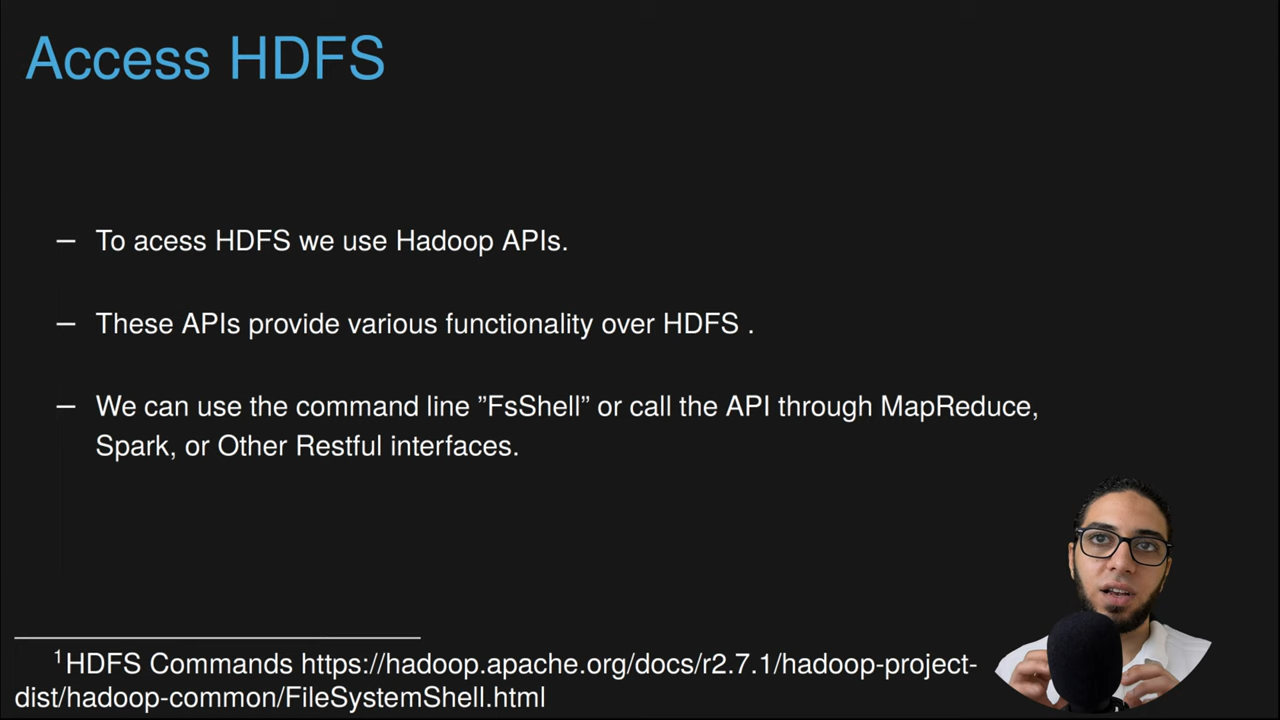 Access HDFS
– To acess HDFS we use Hadoop APIs.
– These APIs provide various functionality over HDFS .
– We can use the command line ”FsShell” or call the API through MapReduce,
Spark, or Other Restful interfaces.
¹HDFS Commands https://hadoop.apache.org/docs/r2.7.1/hadoop-project-
dist/hadoop-common/FileSystemShell.html